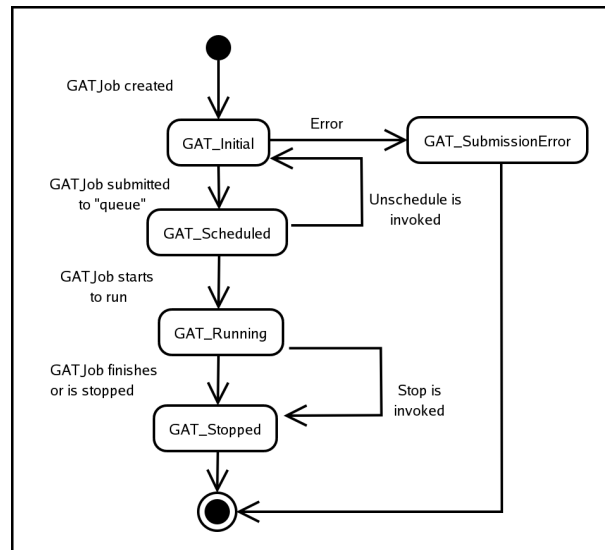 GATJob created
Error
GAT_Initial
GAT_SubmissionError
GATJob submitted
to "queue"
Unschedule is
invoked
GAT_Scheduled
GATJob starts
to run
GAT_Running
GATJob finishes
or is stopped
Stop is
invoked
GAT_Stopped